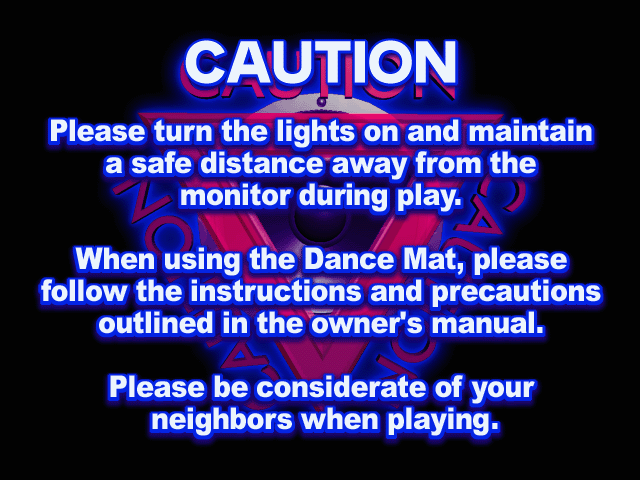 CAUTION
Please turn the lights on and maintain
a safe distance away from the
monitor during play.
When using the Dance Mat, please
follow the instructions and precautions
outlined in the owner's manual.
Please be considerate of your
neighbors when playing.